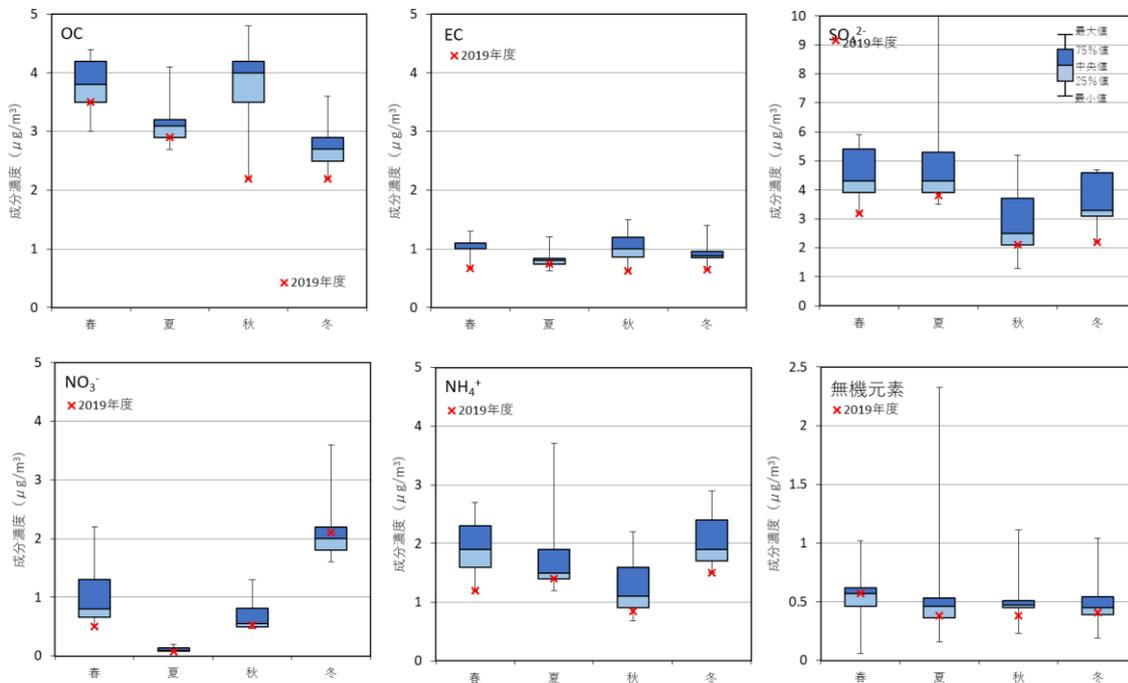 OC
成分濃度（μg/m³）
5
4
3
2
1
0
×2019年度
春 夏 秋 冬
EC
×2019年度
成分濃度（μg/m³）
5
4
3
2
1
0
春 夏 秋 冬
SO₄²⁻
×2019年度
最大値
75%値
中央値
25%値
最小値
成分濃度（μg/m³）
10
9
8
7
6
5
4
3
2
1
0
春 夏 秋 冬
NO₃⁻
×2019年度
成分濃度（μg/m³）
5
4
3
2
1
0
春 夏 秋 冬
NH₄⁺
×2019年度
成分濃度（μg/m³）
5
4
3
2
1
0
春 夏 秋 冬
無機元素
×2019年度
成分濃度（μg/m³）
2.5
2
1.5
1
0.5
0
春 夏 秋 冬